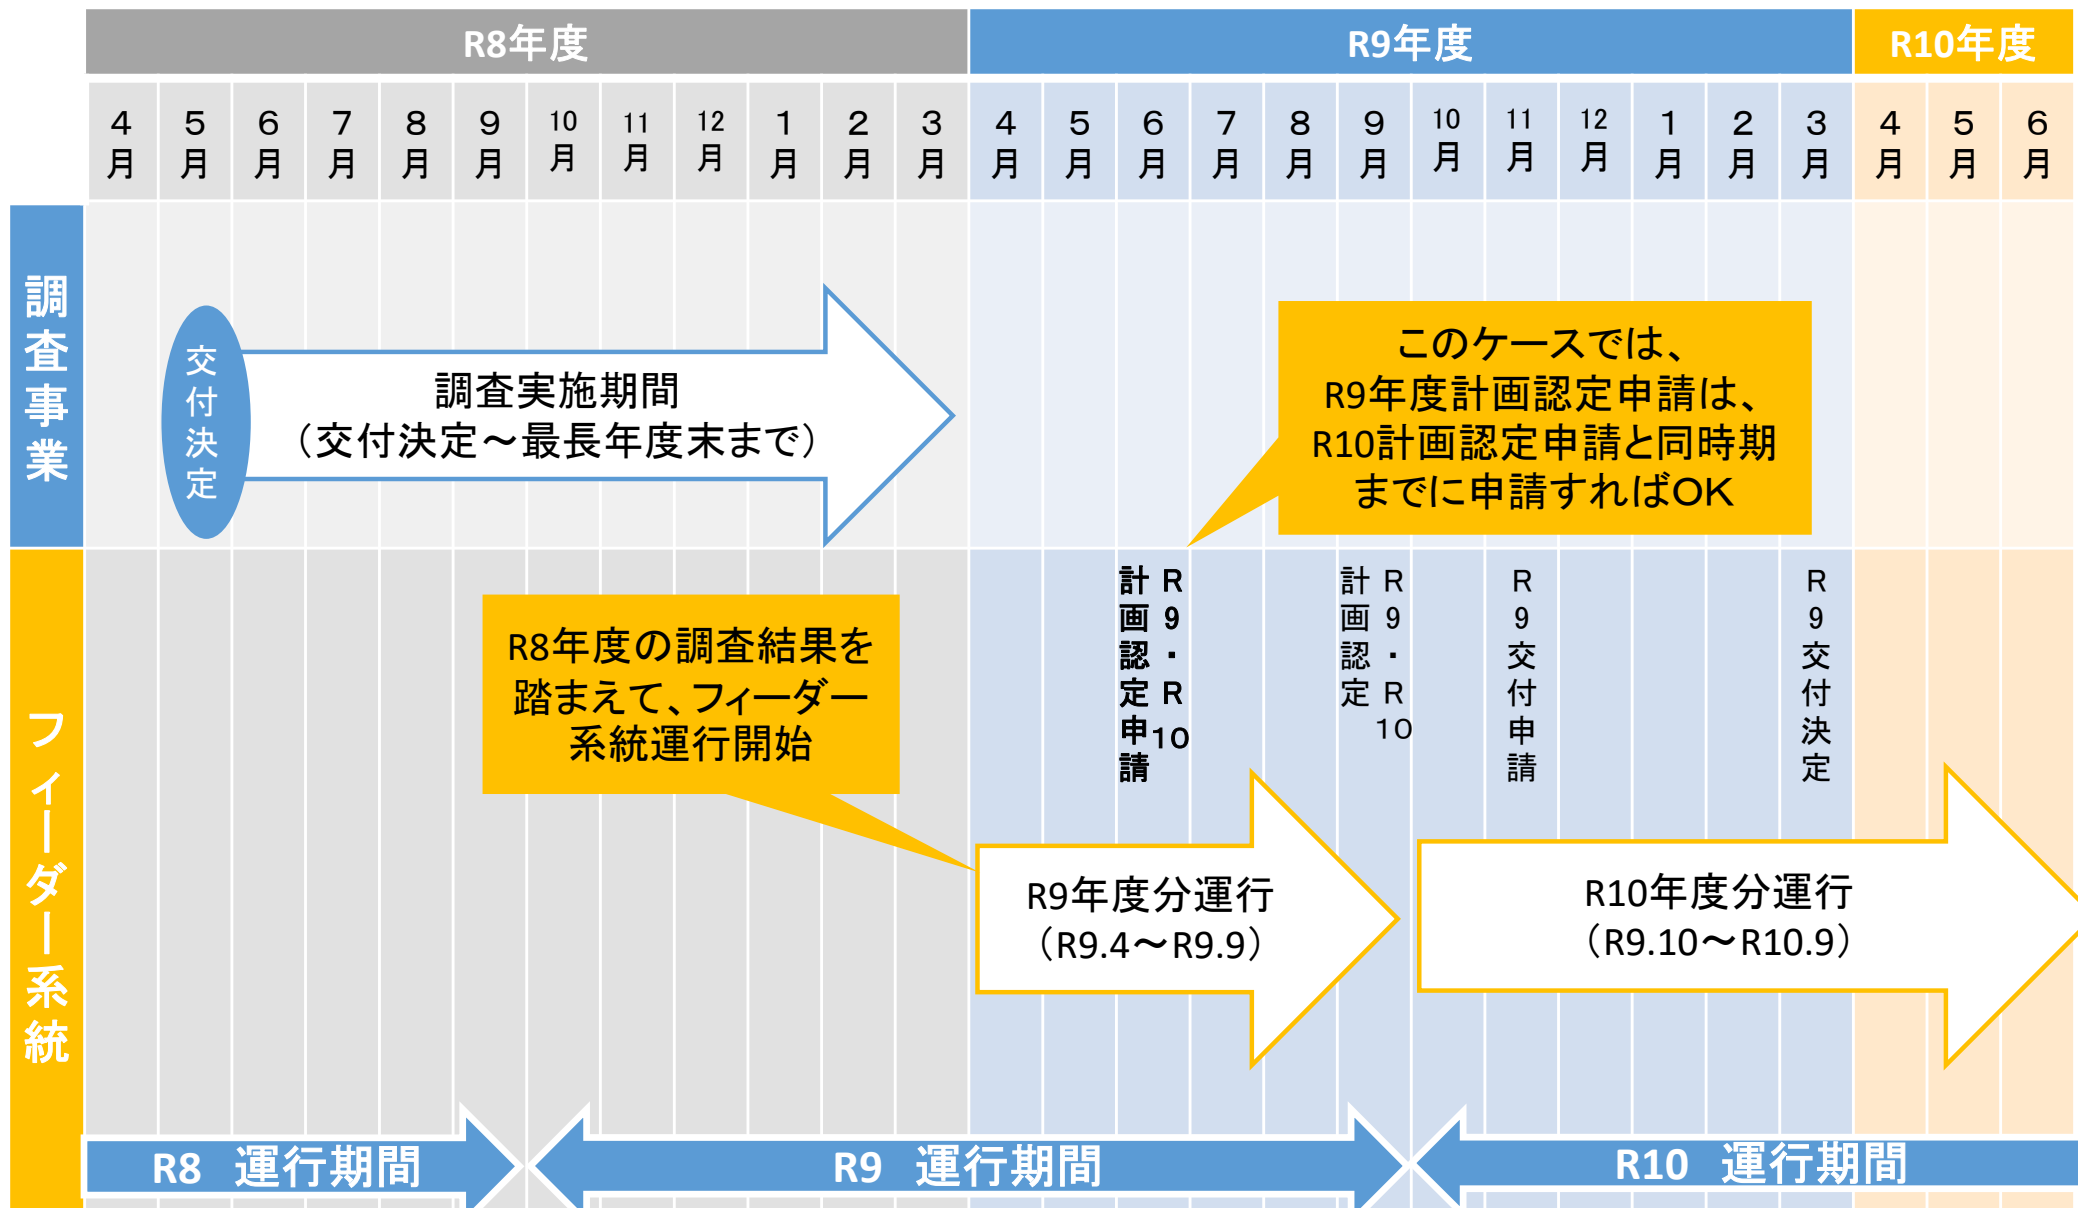 R8年度
R9年度
R10年度
4月 5月 6月 7月 8月 9月 10月 11月 12月 1月 2月 3月 4月 5月 6月 7月 8月 9月 10月 11月 12月 1月 2月 3月 4月 5月 6月
調査事業
交付決定
調査実施期間
（交付決定～最長年度末まで）
このケースでは、
R9年度計画認定申請は、
R10計画認定申請と同時期
までに申請すればOK
フィーダー系統
R8年度の調査結果を
踏まえて、フィーダー
系統運行開始
R9・R10
計画認定申請
R9・R10
計画認定
R9交付申請
R9交付決定
R9年度分運行
（R9.4～R9.9）
R10年度分運行
（R9.10～R10.9）
R8　運行期間
R9　運行期間
R10　運行期間